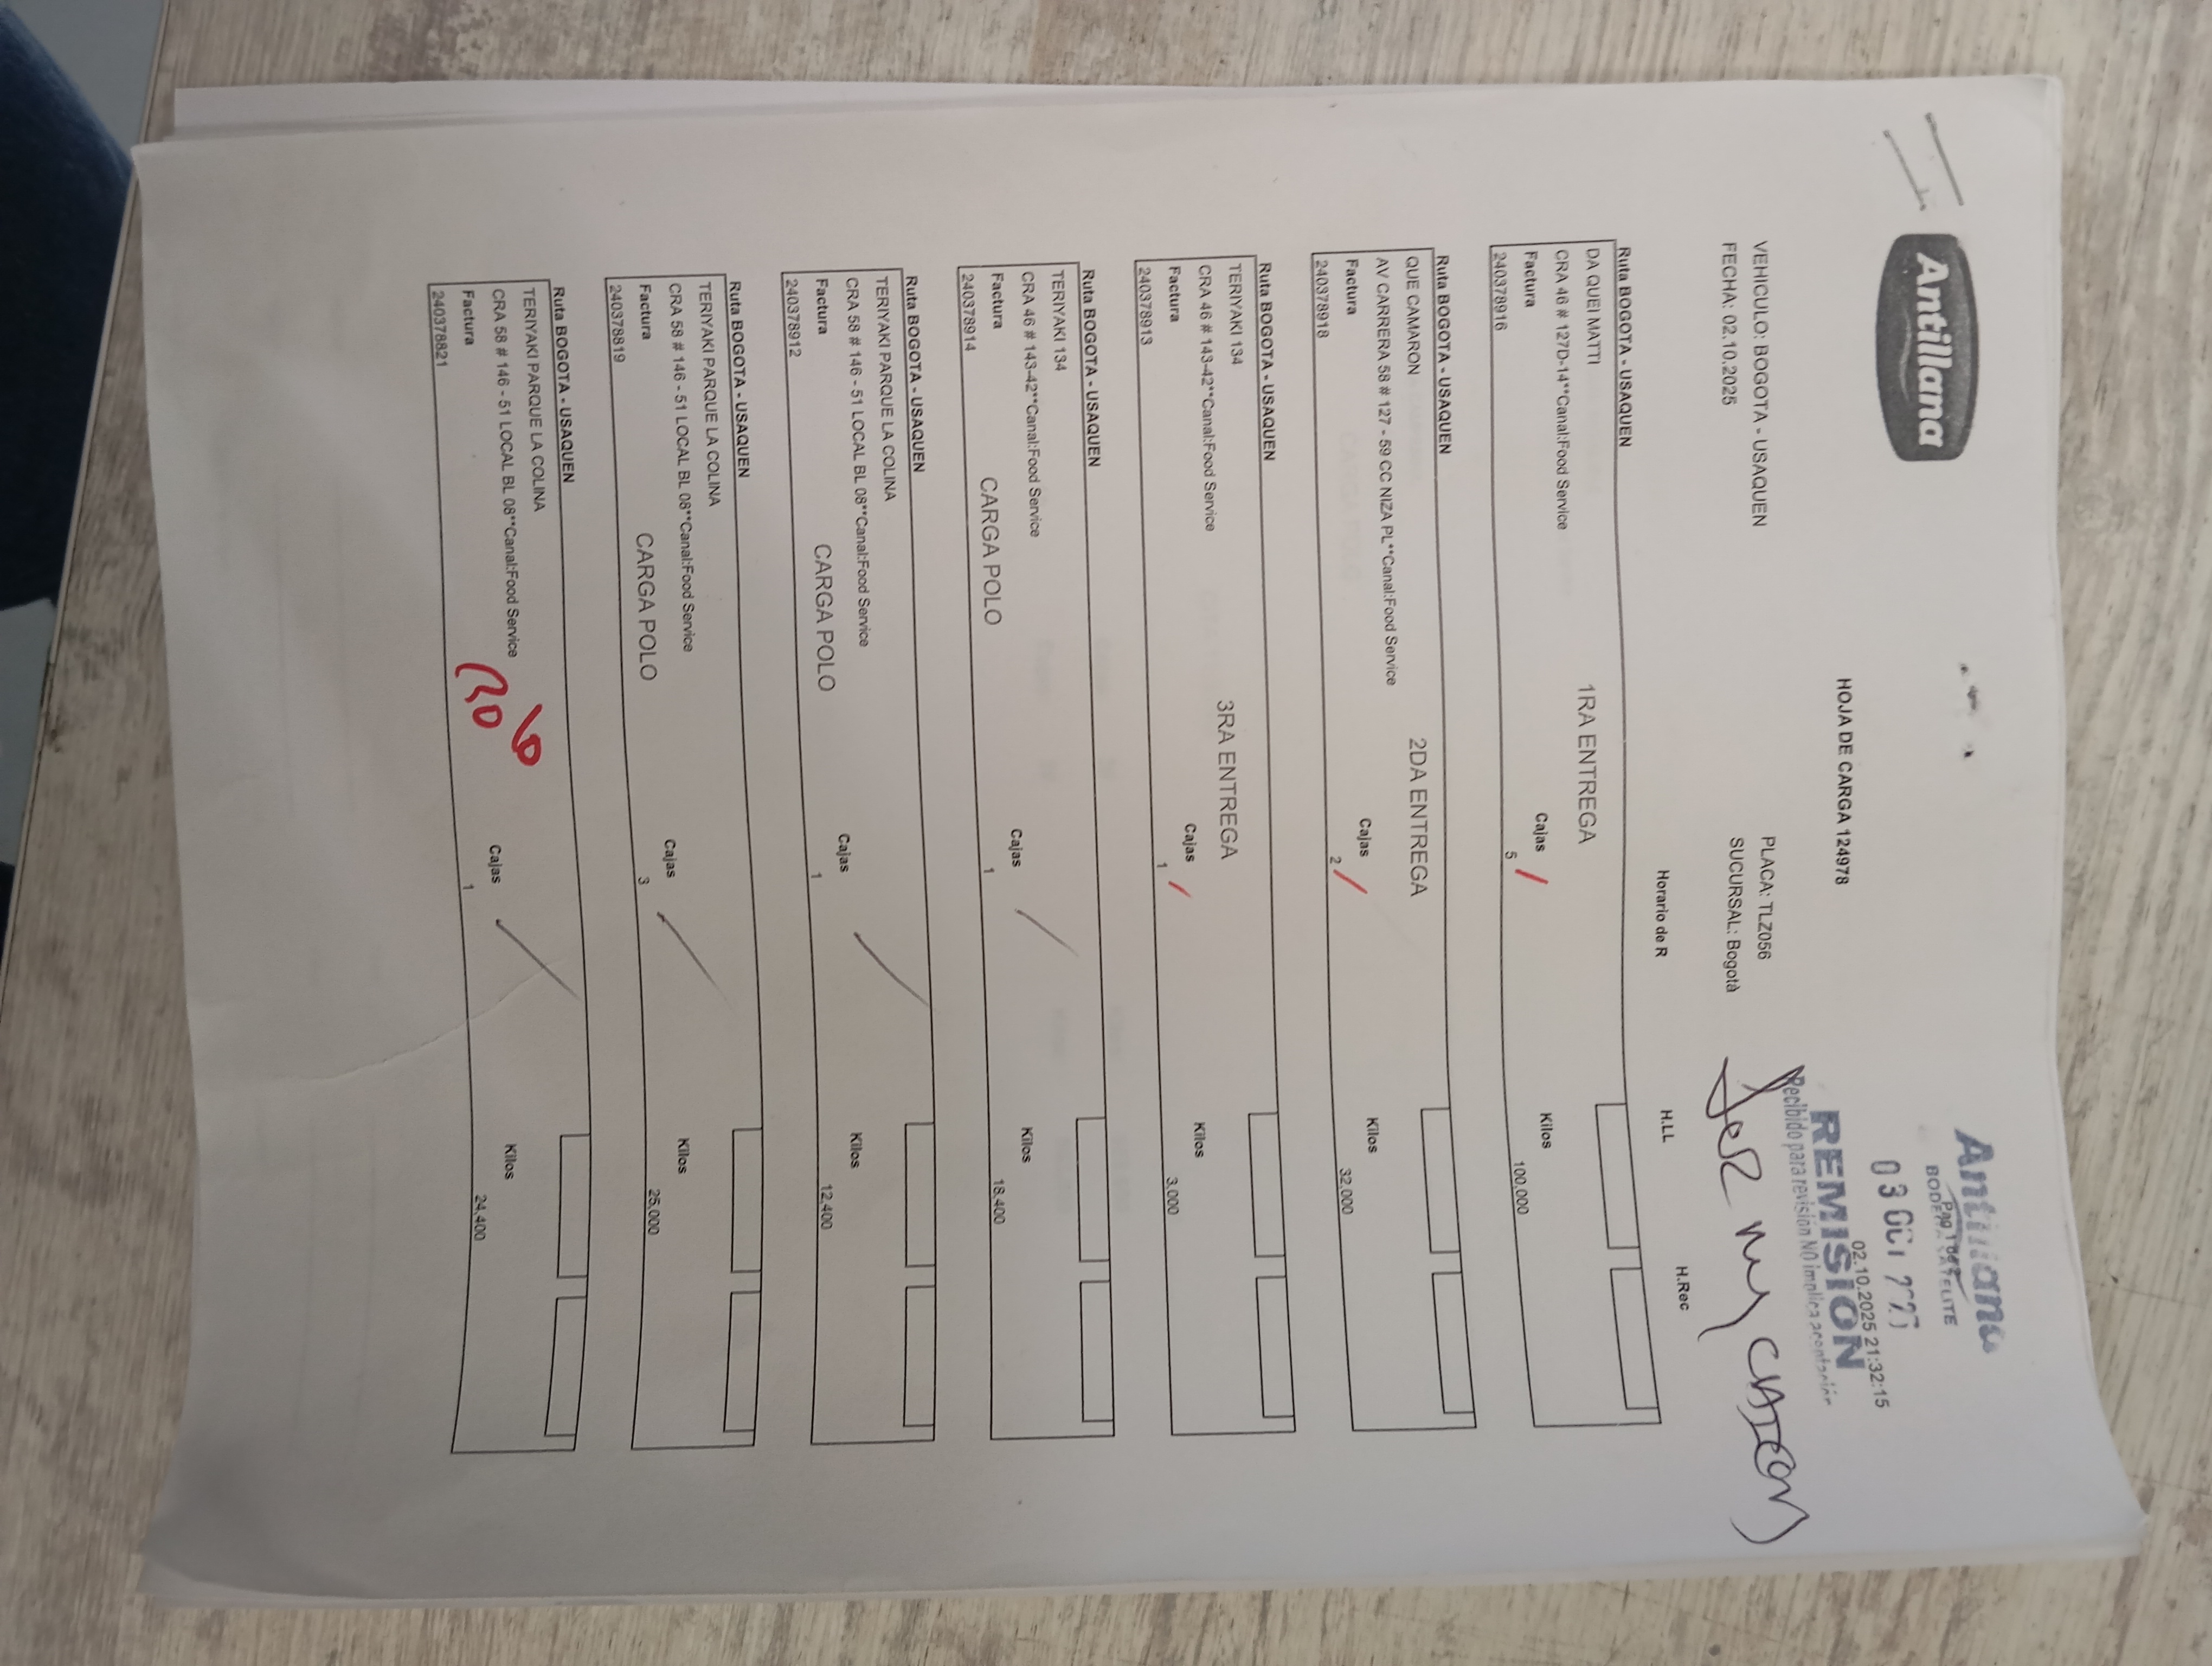 Antillana
Antillana
Pag 1 de
BODEGA SATELITE
03 OCT
02.10.2025 21:32:15
REMISION
Recibido para revisión NO implica aceptación
HOJA DE CARGA 124978
VEHICULO: BOGOTA - USAQUEN PLACA: TLZ056
FECHA: 02.10.2025 SUCURSAL: Bogotà
Horario de R H.LL H.Rec
Ruta BOGOTA - USAQUEN
DA QUEI MATTI 1RA ENTREGA
CRA 46 # 127D-14**Canal:Food Service
Factura Cajas Kilos
240378916 5 100,000
Ruta BOGOTA - USAQUEN
QUE CAMARON 2DA ENTREGA
AV CARRERA 58 # 127 - 59 CC NIZA PL**Canal:Food Service
Factura Cajas Kilos
240378918 2 32,000
Ruta BOGOTA - USAQUEN
TERIYAKI 134 3RA ENTREGA
CRA 46 # 143-42**Canal:Food Service
Factura Cajas Kilos
240378913 1 3,000
Ruta BOGOTA - USAQUEN
TERIYAKI 134
CRA 46 # 143-42**Canal:Food Service
Factura CARGA POLO Cajas Kilos
240378914 1 18,400
Ruta BOGOTA - USAQUEN
TERIYAKI PARQUE LA COLINA
CRA 58 # 146 - 51 LOCAL BL 08**Canal:Food Service
Factura CARGA POLO Cajas Kilos
240378912 1 12,400
Ruta BOGOTA - USAQUEN
TERIYAKI PARQUE LA COLINA
CRA 58 # 146 - 51 LOCAL BL 08**Canal:Food Service
Factura CARGA POLO Cajas Kilos
240378819 3 25,000
Ruta BOGOTA - USAQUEN
TERIYAKI PARQUE LA COLINA
CRA 58 # 146 - 51 LOCAL BL 08**Canal:Food Service
Factura Cajas Kilos
240378821 1 24,400